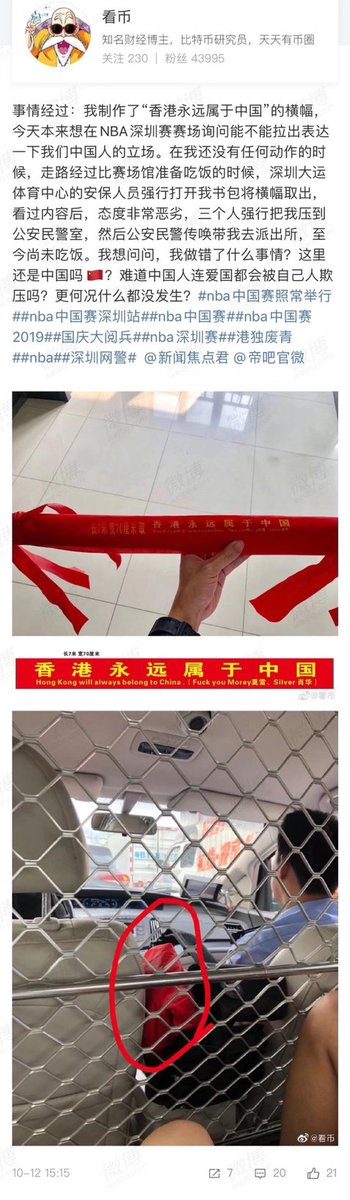 看币
知名财经博主，比特币研究员，天天有币圈
关注 230 | 粉丝 43995
事情经过：我制作了“香港永远属于中国”的横幅，
今天本来想在NBA深圳赛赛场询问能不能拉出表达
一下我们中国人的立场。在我还没有任何动作的时
候，走路经过比赛场馆准备吃饭的时候，深圳大运
体育中心的安保人员强行打开我书包将横幅取出，
看过内容后，态度非常恶劣，三个人强行把我压到
公安民警室，然后公安民警传唤带我去派出所，至
今尚未吃饭。我想问问，我做错了什么事情？这里
还是中国吗🇨🇳？难道中国人连爱国都会被自己人欺
压吗？更何况什么都没发生？#nba中国赛照常举行
##nba中国赛深圳站##nba中国赛##nba中国赛
2019##国庆大阅兵##nba深圳赛##港独废青
##nba##深圳网警# @新闻焦点君 @帝吧官微
长7米 宽70厘米 取 香港永远属于中国
长7米 宽70厘米
香港永远属于中国
Hong Kong will always belong to China .（ Fuck you Morey莫雷、Silver 肖华 ）
@看币
@看币
10-12 15:15
7
20
21